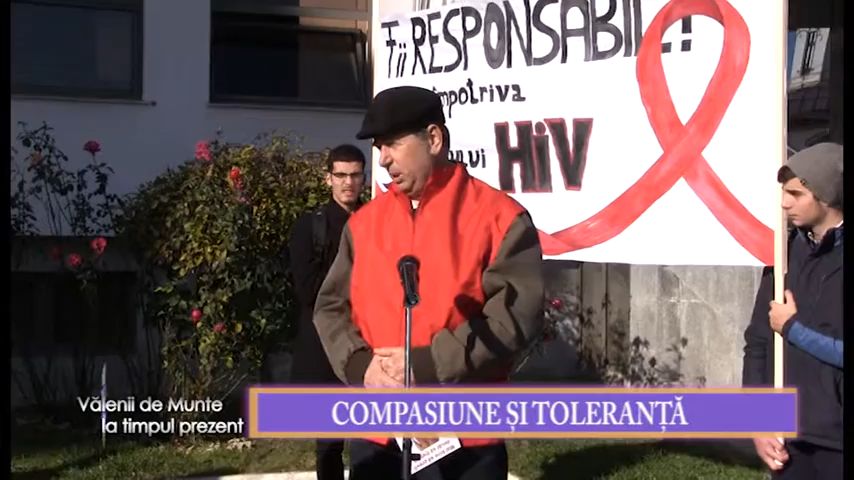 Fii RESPONSABIL!
împotriva
HIV
Vălenii de Munte
la timpul prezent
COMPASIUNE ȘI TOLERANȚĂ